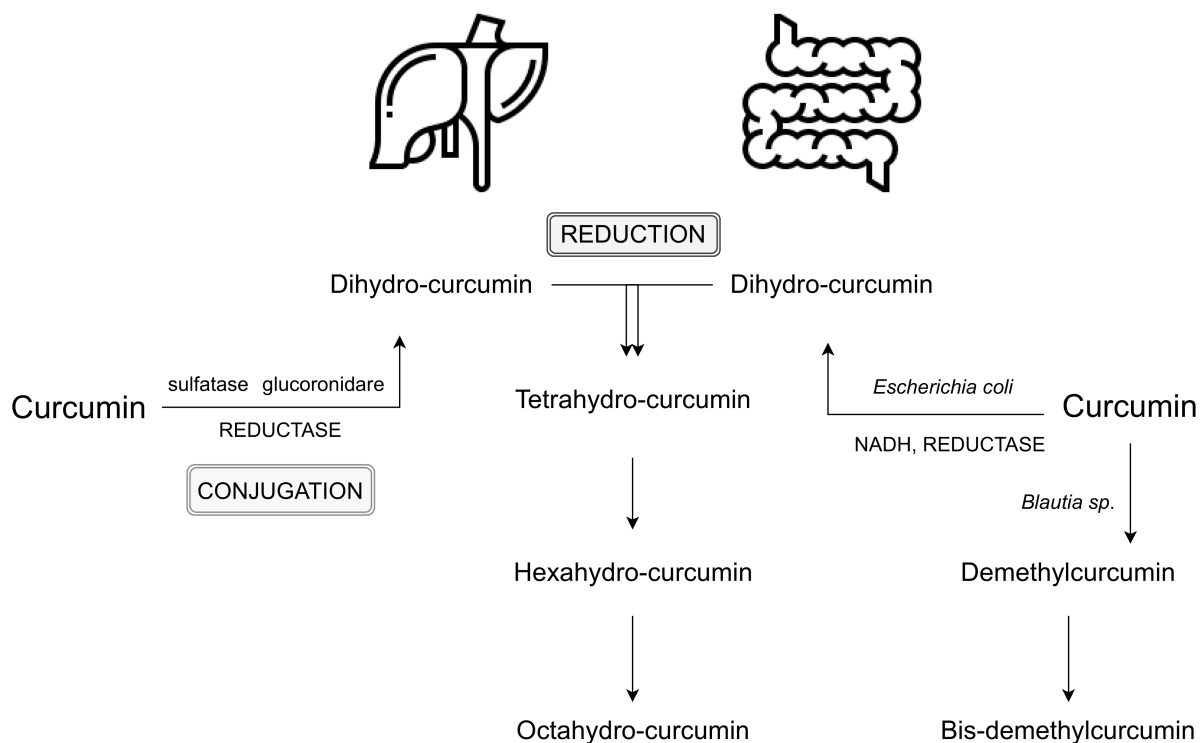 REDUCTION
Dihydro-curcumin
Dihydro-curcumin
sulfatase glucoronidare
Curcumin
REDUCTASE
CONJUGATION
Tetrahydro-curcumin
Escherichia coli
Curcumin
NADH, REDUCTASE
Blautia sp.
Hexahydro-curcumin
Demethylcurcumin
Octahydro-curcumin
Bis-demethylcurcumin